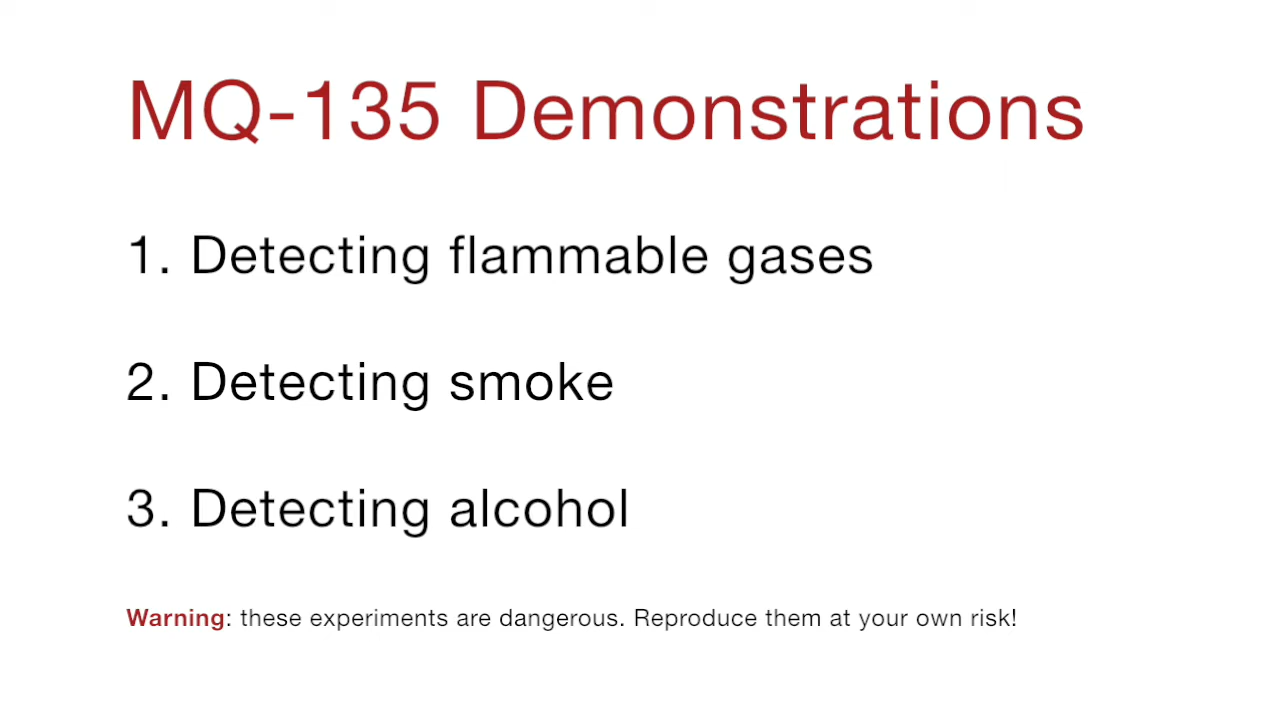 MQ-135 Demonstrations
1. Detecting flammable gases
2. Detecting smoke
3. Detecting alcohol
Warning: these experiments are dangerous. Reproduce them at your own risk!